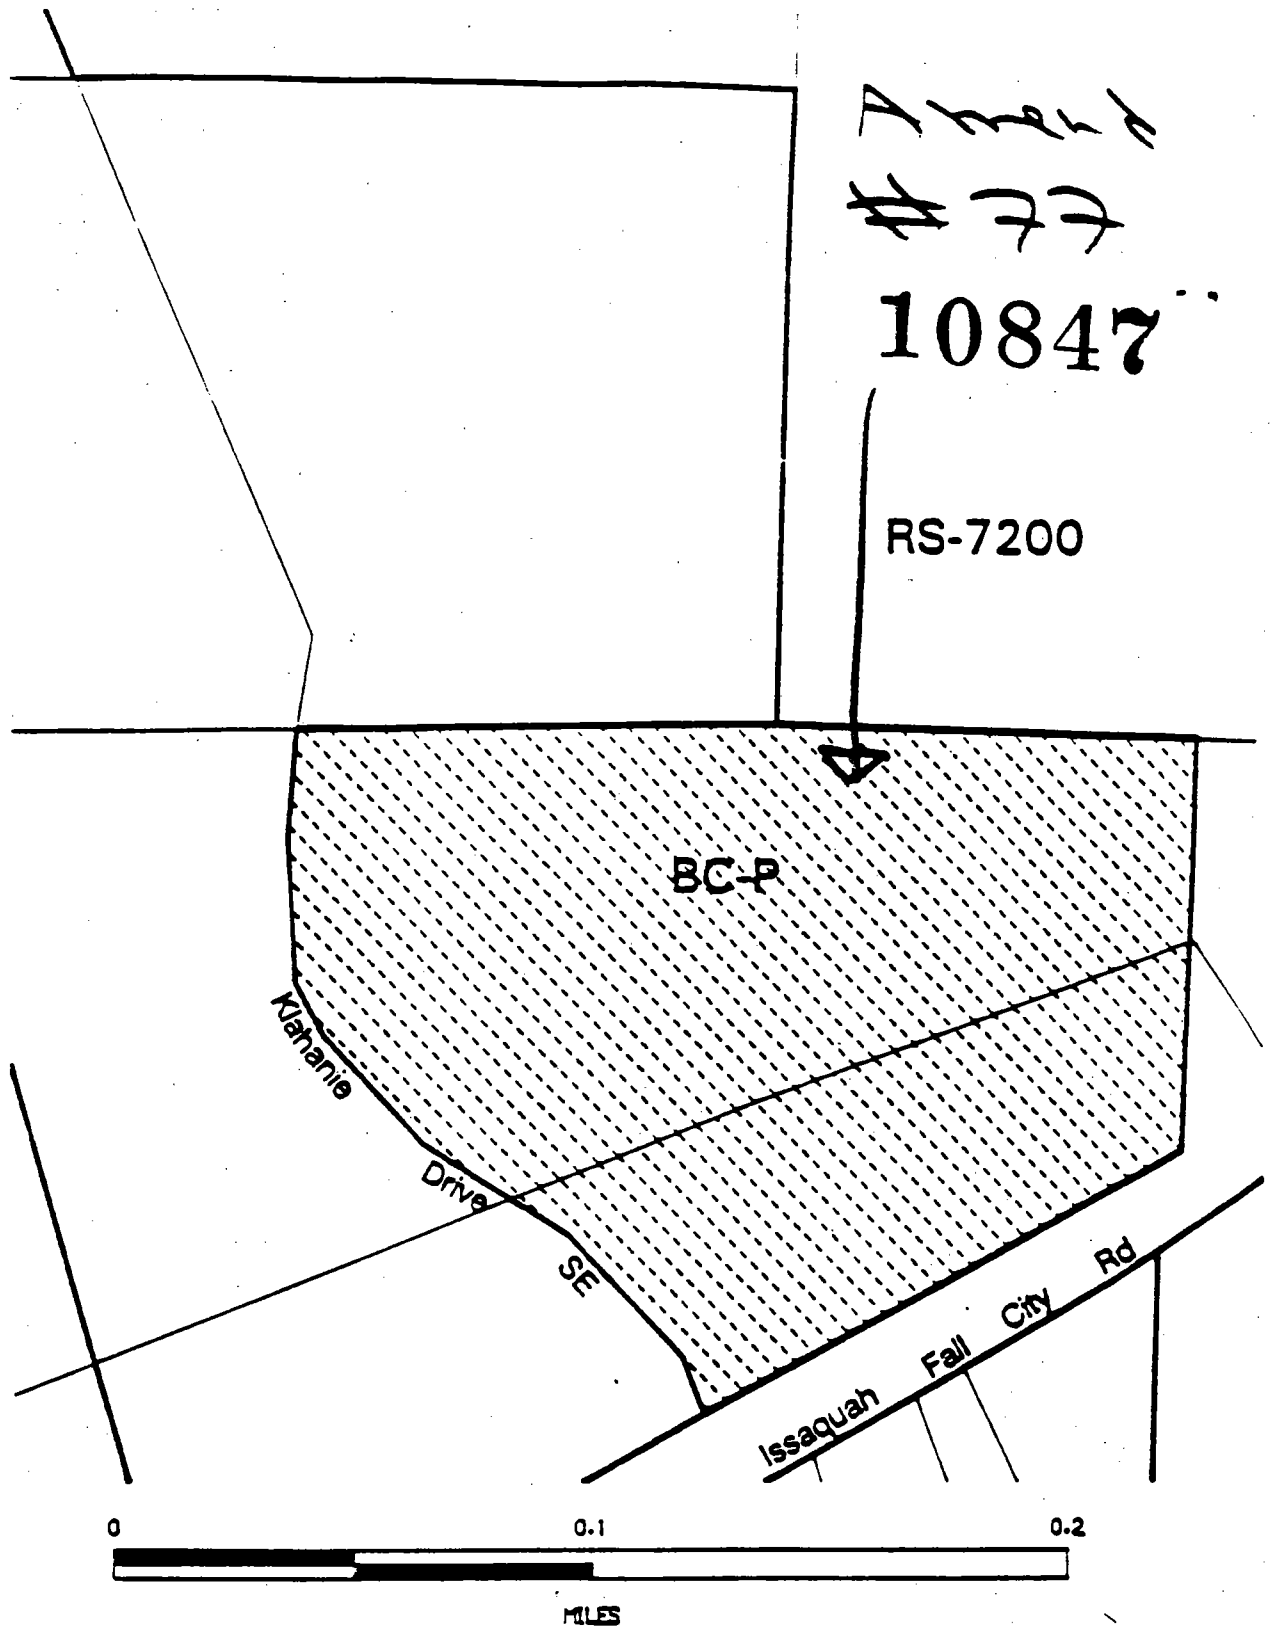 Amend
#77
10847
RS-7200
BC-P
Klahanie Drive SE
Issaquah Fall City Rd
0 0.1 0.2
MILES